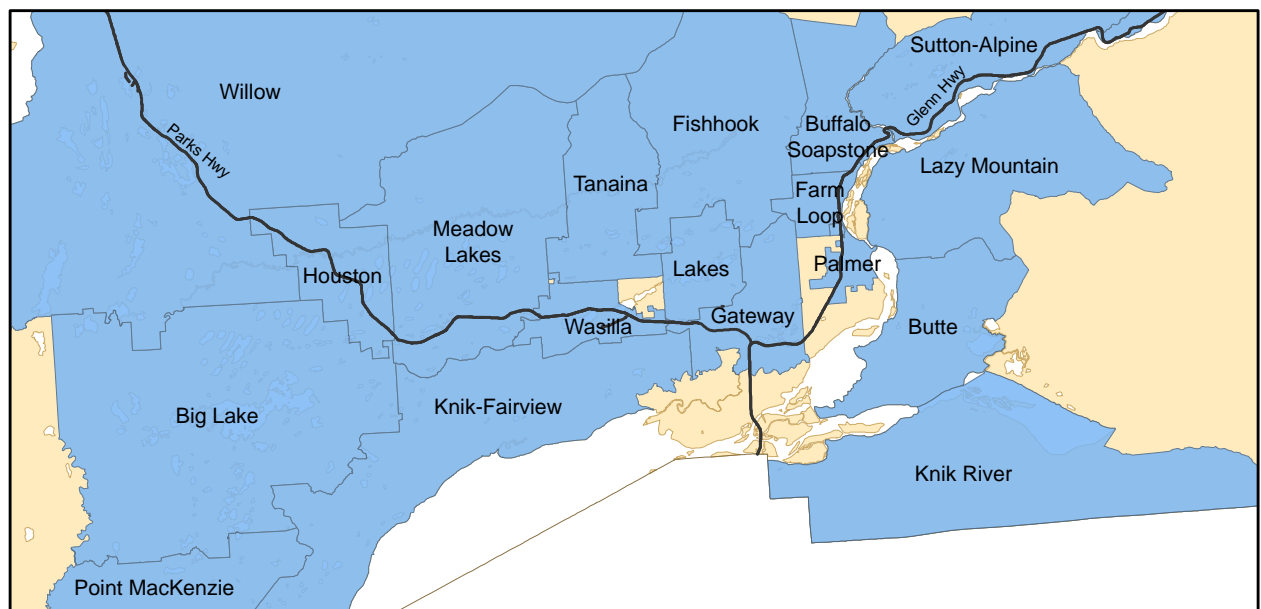 Sutton-Alpine
Willow
Glenn Hwy
Fishhook
Buffalo
Soapstone
Parks Hwy
Lazy Mountain
Tanaina
Farm
Loop
Meadow
Lakes
Houston
Lakes
Palmer
Gateway
Wasilla
Butte
Big Lake
Knik-Fairview
Knik River
Point MacKenzie